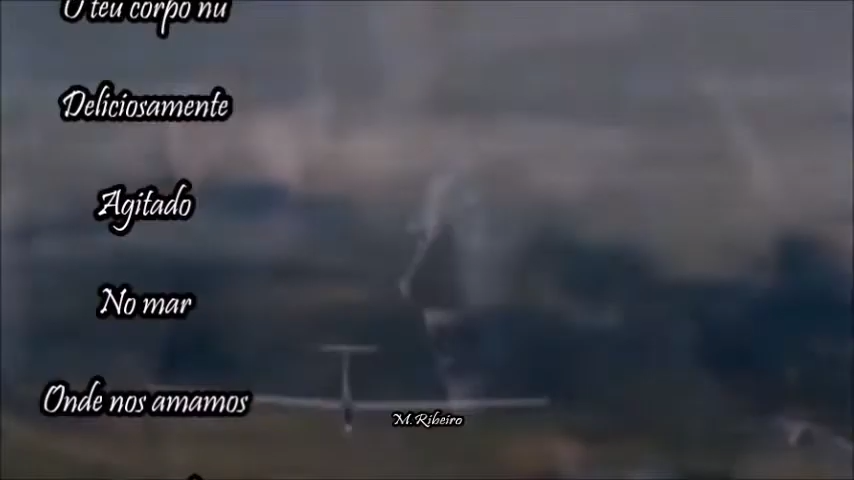 O teu corpo nu
Deliciosamente
Agitado
No mar
Onde nos amamos
M. Ribeiro